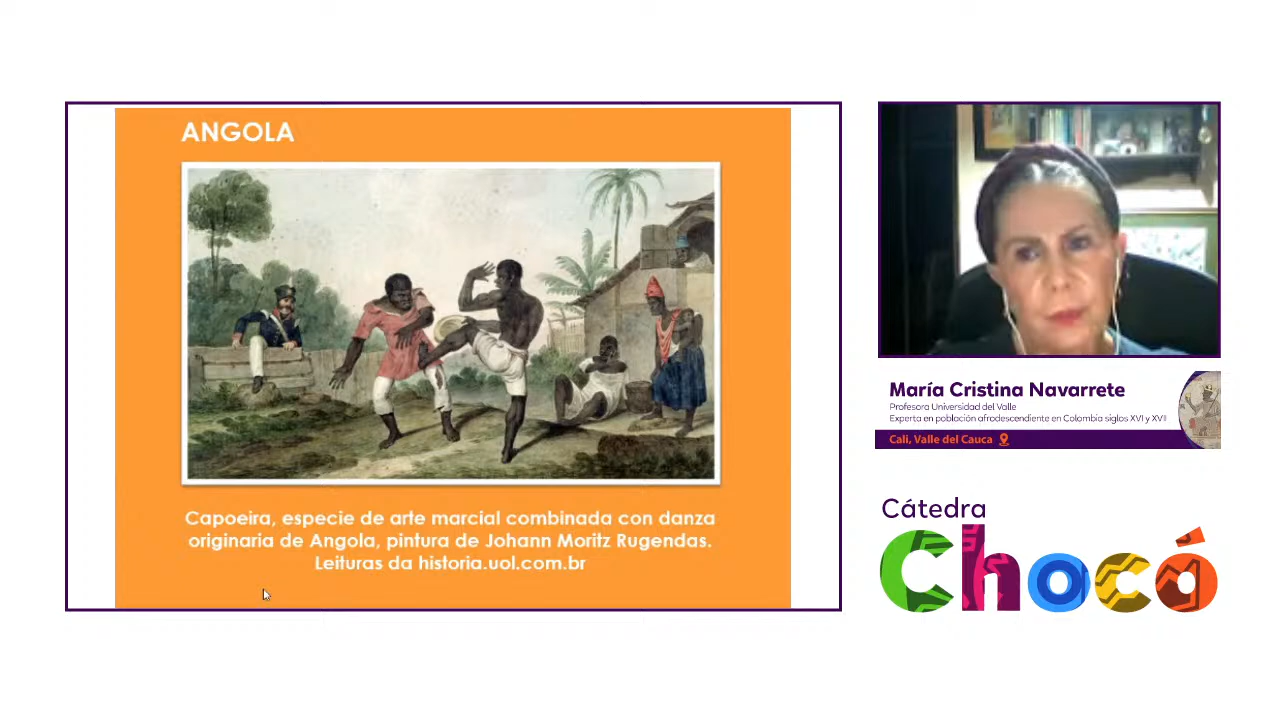 ANGOLA
Capoeira, especie de arte marcial combinada con danza
originaria de Angola, pintura de Johann Moritz Rugendas.
Leituras da historia.uol.com.br
María Cristina Navarrete
Profesora Universidad del Valle
Experta en población afrodescendiente en Colombia siglos XVI y XVII
Cali, Valle del Cauca
Cátedra
Chocó